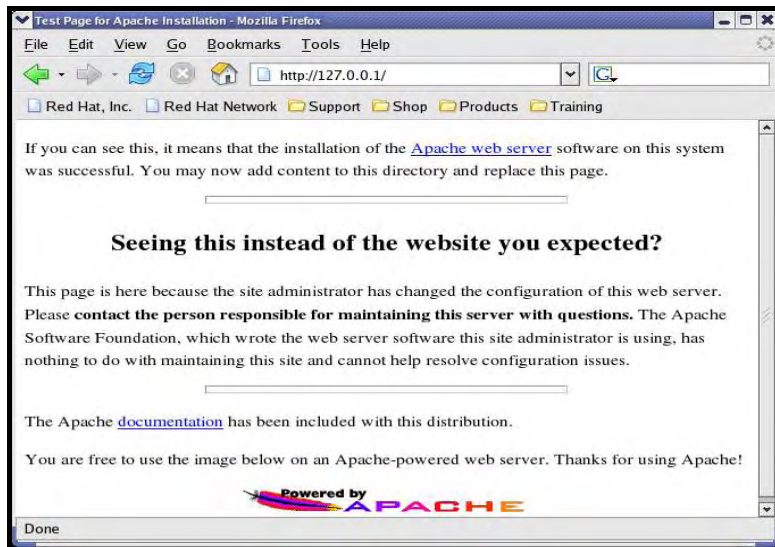 Test Page for Apache Installation - Mozilla Firefox
File Edit View Go Bookmarks Tools Help
http://127.0.0.1/ G
Red Hat, Inc. Red Hat Network Support Shop Products Training
If you can see this, it means that the installation of the Apache web server software on this system
was successful. You may now add content to this directory and replace this page.
Seeing this instead of the website you expected?
This page is here because the site administrator has changed the configuration of this web server.
Please contact the person responsible for maintaining this server with questions. The Apache
Software Foundation, which wrote the web server software this site administrator is using, has
nothing to do with maintaining this site and cannot help resolve configuration issues.
The Apache documentation has been included with this distribution.
You are free to use the image below on an Apache-powered web server. Thanks for using Apache!
Powered by
APACHE
Done